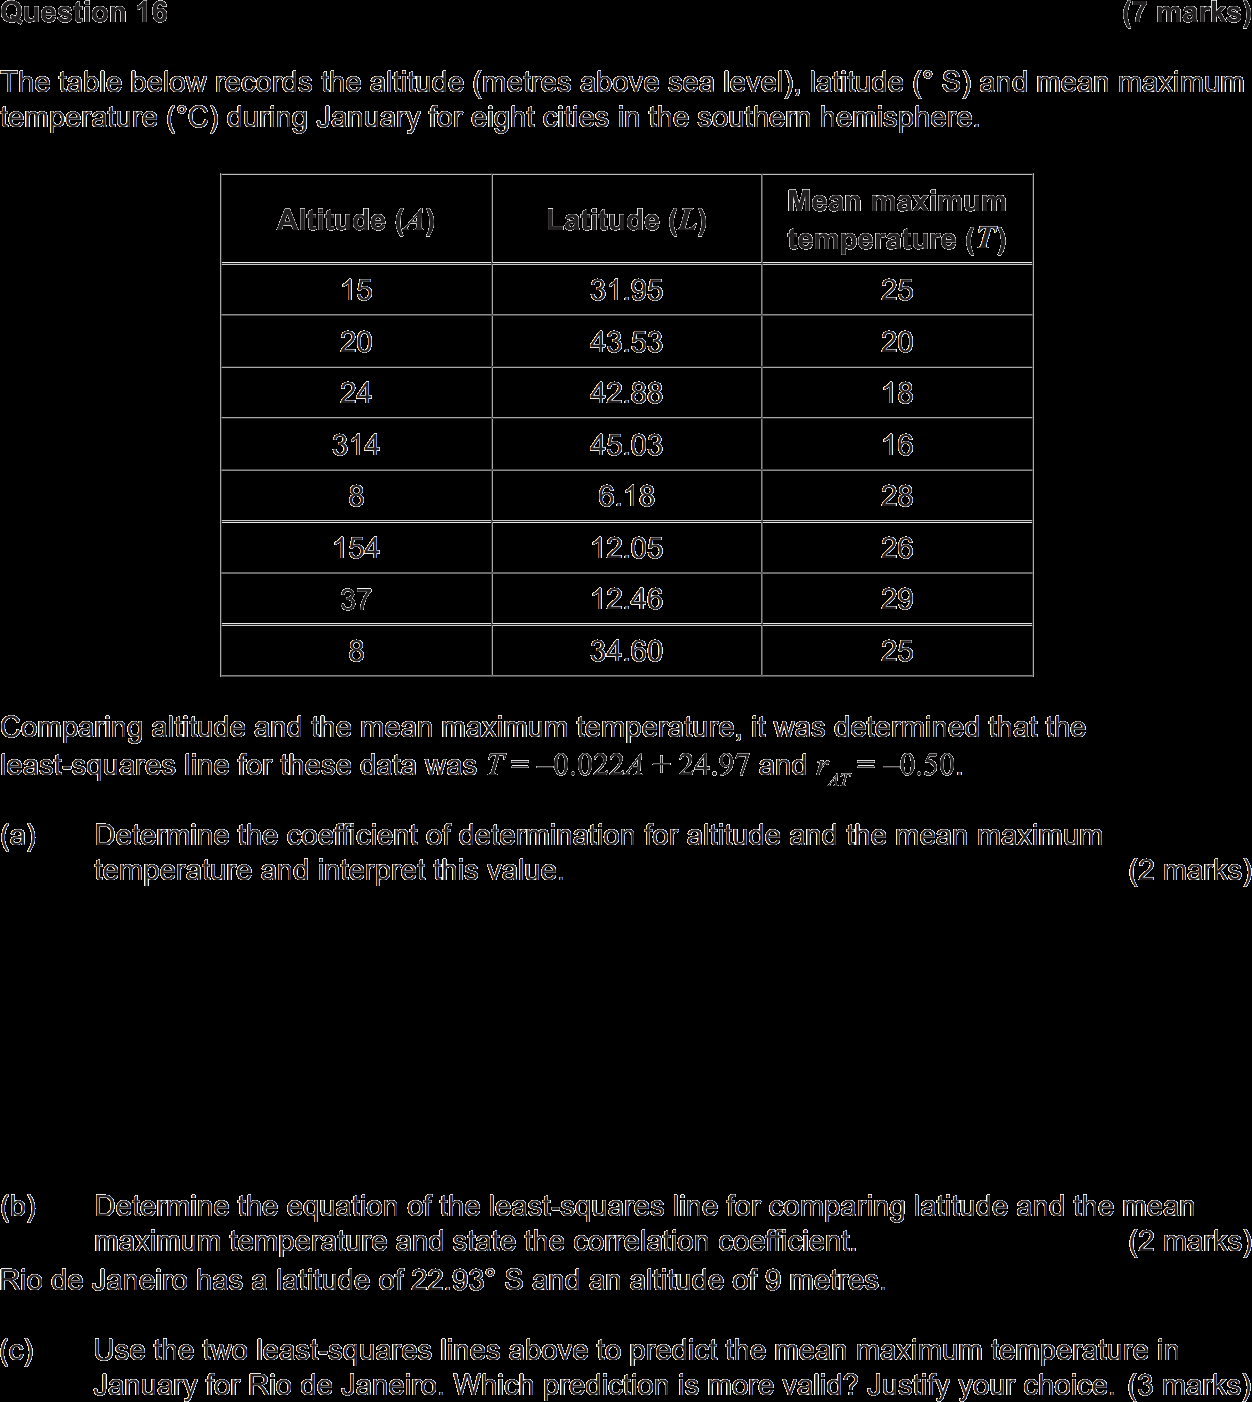 Question 16 (7 marks)
The table below records the altitude (metres above sea level), latitude (° S) and mean maximum
temperature (°C) during January for eight cities in the southern hemisphere.
Altitude (A) Latitude (L) Mean maximum temperature (T)
15 31.95 25
20 43.53 20
24 42.88 18
314 45.03 16
8 6.18 28
154 12.05 26
37 12.46 29
8 34.60 25
Comparing altitude and the mean maximum temperature, it was determined that the
least-squares line for these data was T = –0.022A + 24.97 and r_AT = –0.50.
(a) Determine the coefficient of determination for altitude and the mean maximum
temperature and interpret this value. (2 marks)
(b) Determine the equation of the least-squares line for comparing latitude and the mean
maximum temperature and state the correlation coefficient. (2 marks)
Rio de Janeiro has a latitude of 22.93° S and an altitude of 9 metres.
(c) Use the two least-squares lines above to predict the mean maximum temperature in
January for Rio de Janeiro. Which prediction is more valid? Justify your choice. (3 marks)